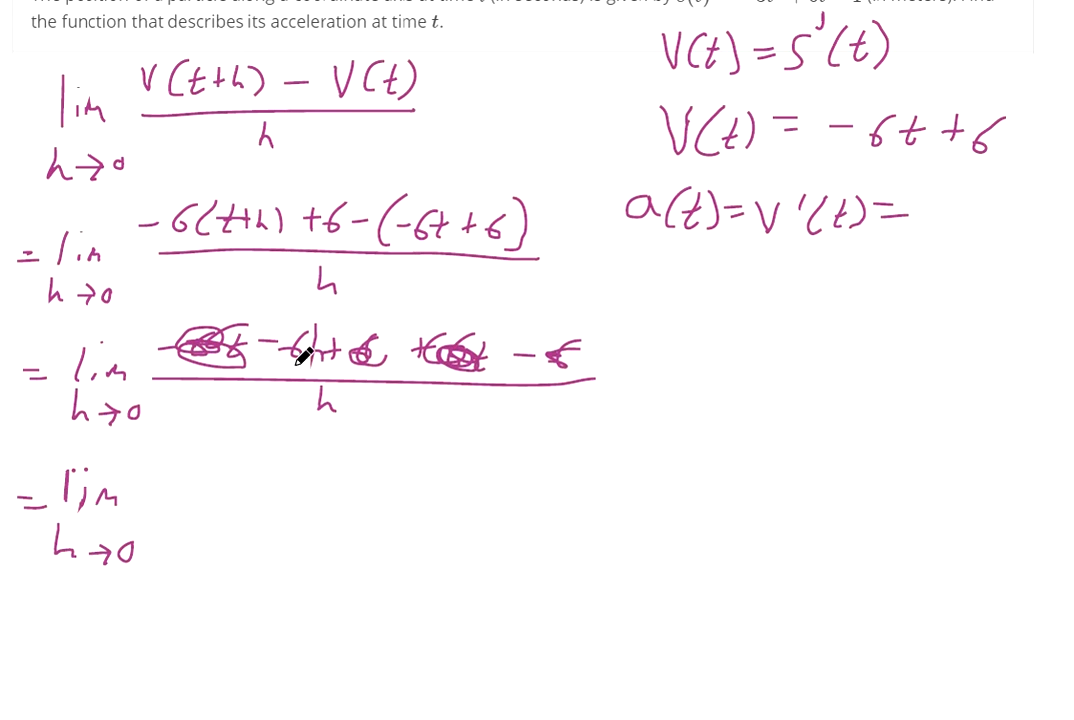 the function that describes its acceleration at time t.
lim h→0 (V(t+h) − V(t)) / h
= lim h→0 (−6(t+h) +6−(−6t+6)) / h
= lim h→0 −6h+ / h
= lim h→0
V(t) = s'(t)
V(t) = −6t+6
a(t)=v'(t)=